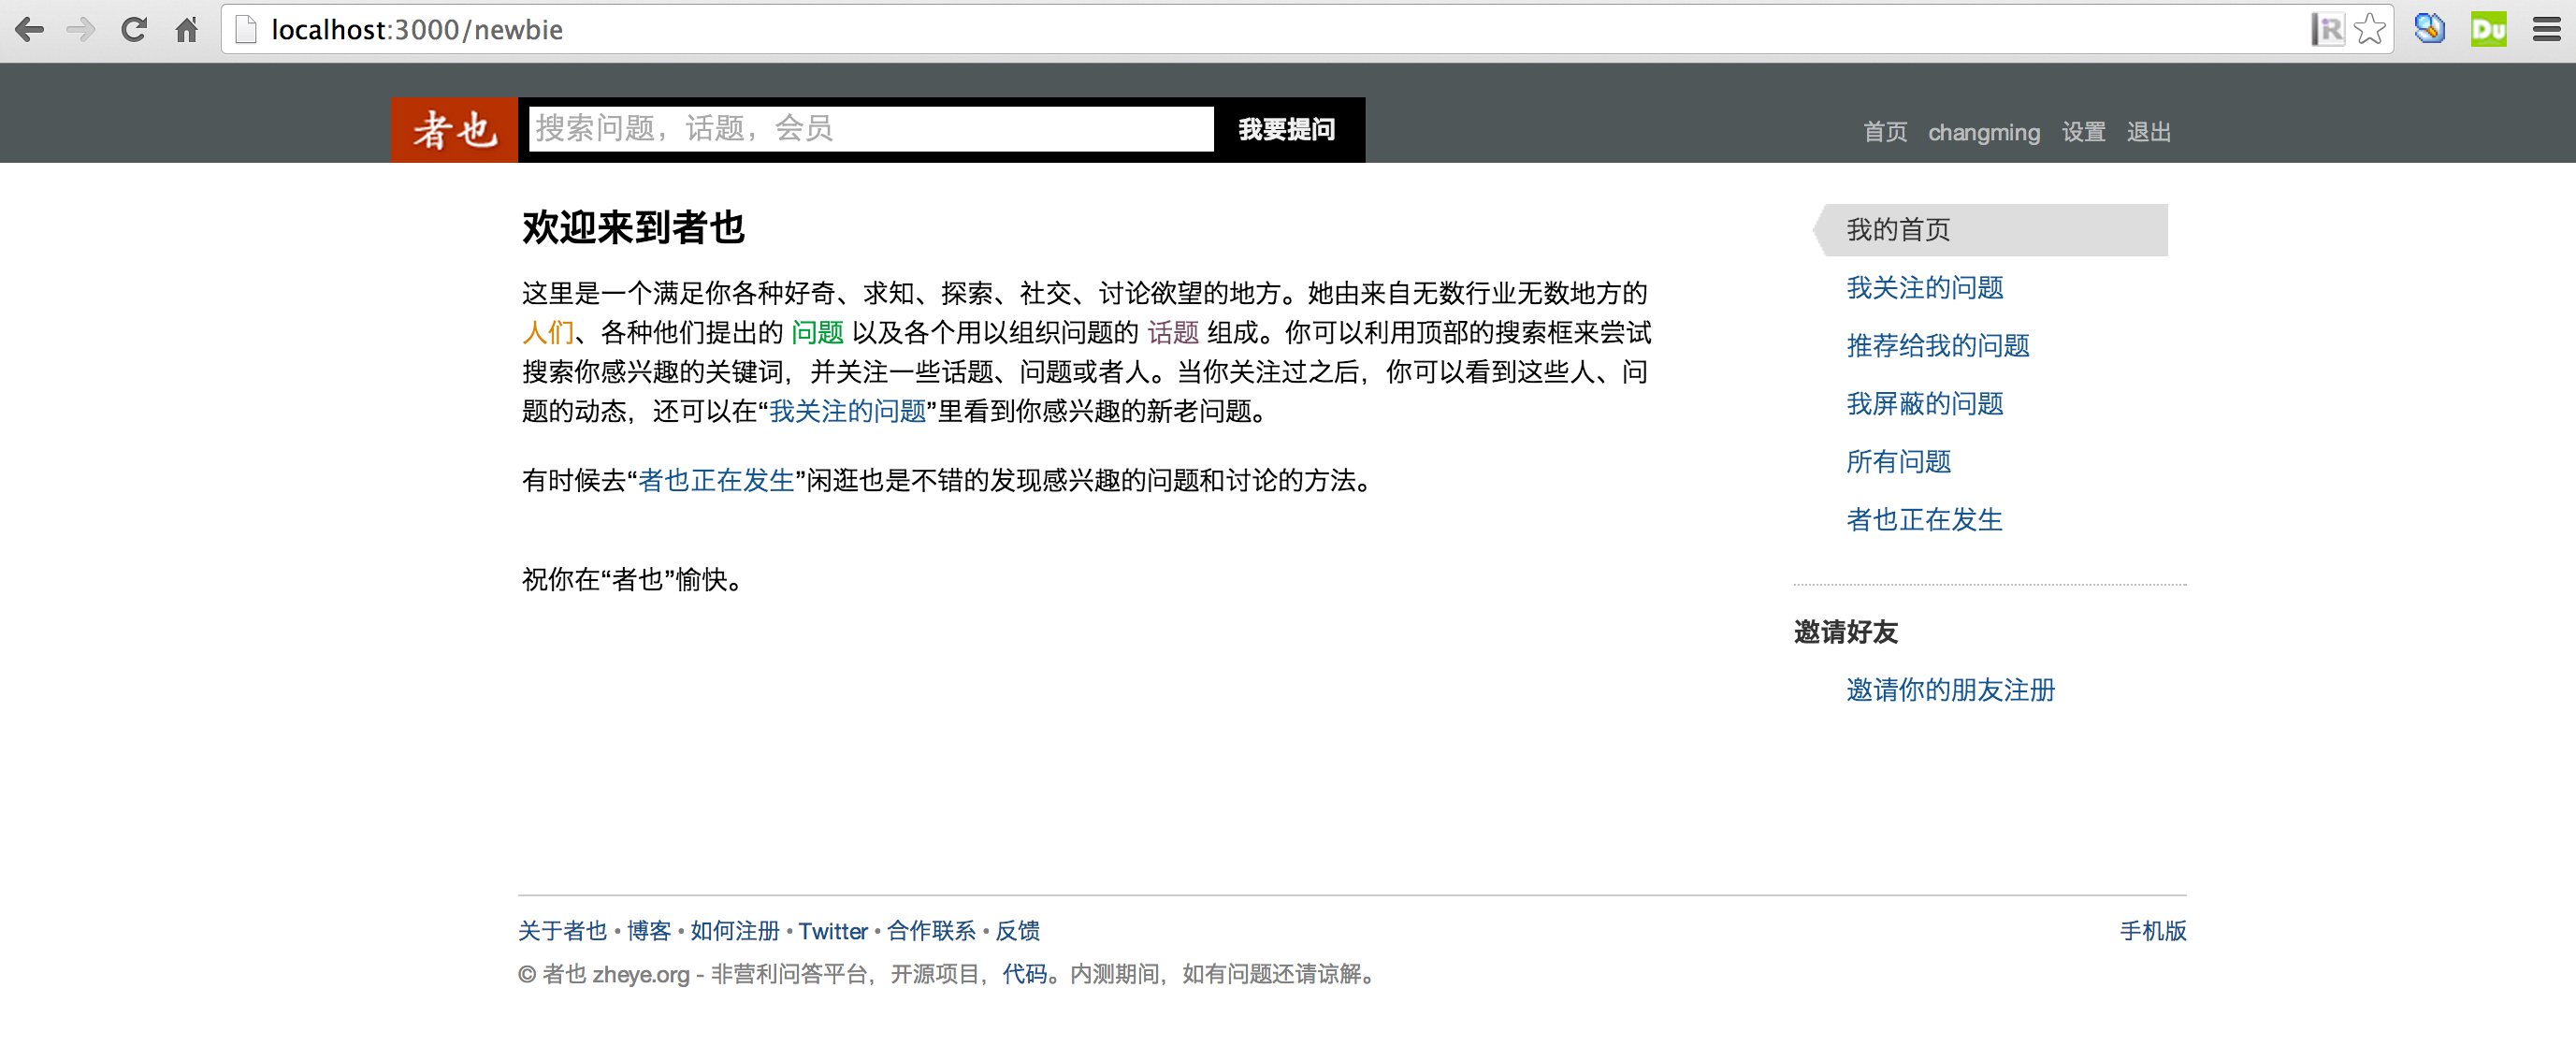 localhost:3000/newbie
者也
搜索问题，话题，会员
我要提问
首页 changming 设置 退出
欢迎来到者也
这里是一个满足你各种好奇、求知、探索、社交、讨论欲望的地方。她由来自无数行业无数地方的
人们、各种他们提出的 问题 以及各个用以组织问题的 话题 组成。你可以利用顶部的搜索框来尝试
搜索你感兴趣的关键词，并关注一些话题、问题或者人。当你关注过之后，你可以看到这些人、问
题的动态，还可以在“我关注的问题”里看到你感兴趣的新老问题。
有时候去“者也正在发生”闲逛也是不错的发现感兴趣的问题和讨论的方法。
祝你在“者也”愉快。
我的首页
我关注的问题
推荐给我的问题
我屏蔽的问题
所有问题
者也正在发生
邀请好友
邀请你的朋友注册
关于者也 • 博客 • 如何注册 • Twitter • 合作联系 • 反馈
手机版
© 者也 zheye.org - 非营利问答平台，开源项目，代码。内测期间，如有问题还请谅解。
R
Du